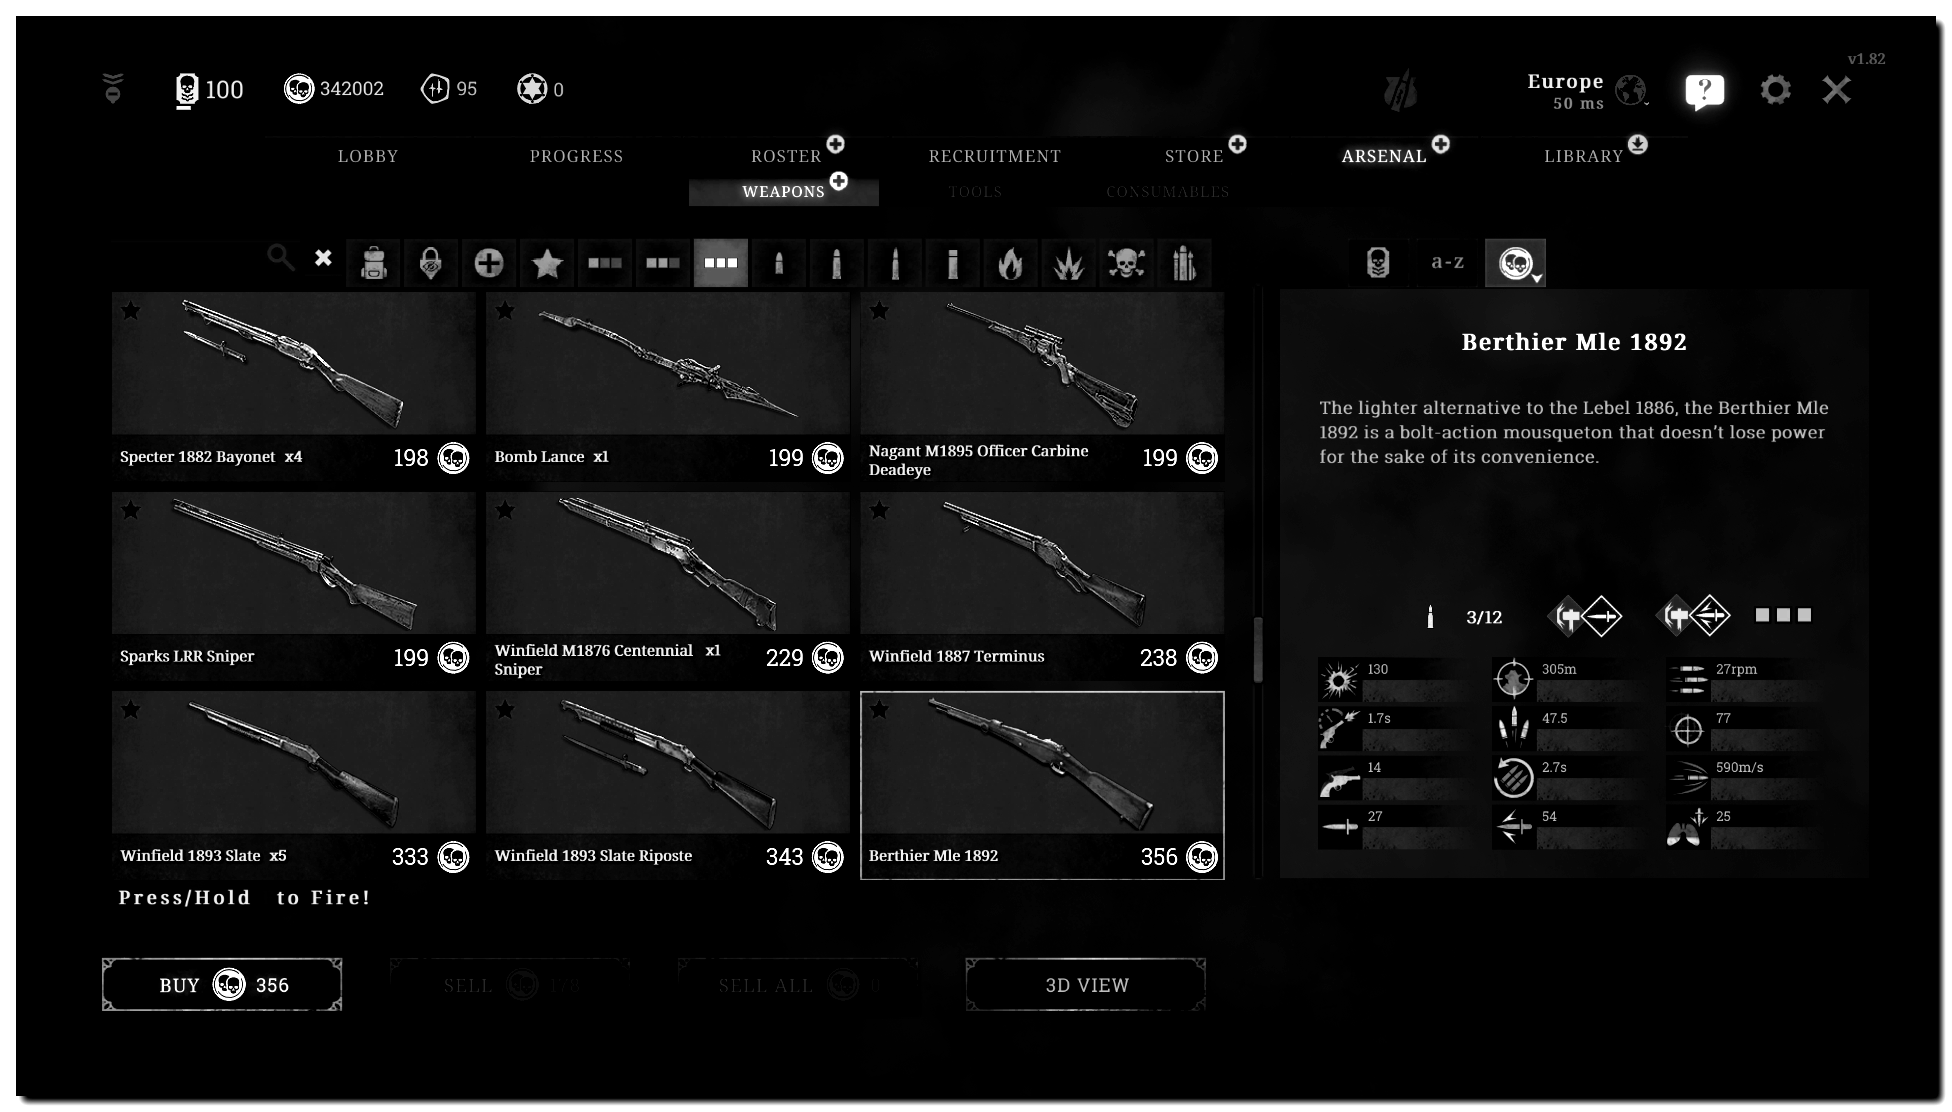 v1.82
100
342002
95
0
Europe
50 ms
?
LOBBY
PROGRESS
ROSTER
RECRUITMENT
STORE
ARSENAL
LIBRARY
WEAPONS
TOOLS
CONSUMABLES
a-z
Specter 1882 Bayonet x4
198
Bomb Lance x1
199
Nagant M1895 Officer Carbine
Deadeye
199
Sparks LRR Sniper
199
Winfield M1876 Centennial x1
Sniper
229
Winfield 1887 Terminus
238
Winfield 1893 Slate x5
333
Winfield 1893 Slate Riposte
343
Berthier Mle 1892
356
Berthier Mle 1892
The lighter alternative to the Lebel 1886, the Berthier Mle
1892 is a bolt-action mousqueton that doesn't lose power
for the sake of its convenience.
3/12
130
305m
27rpm
1.7s
47.5
77
14
2.7s
590m/s
27
54
25
Press/Hold to Fire!
BUY 356
SELL 178
SELL ALL 0
3D VIEW